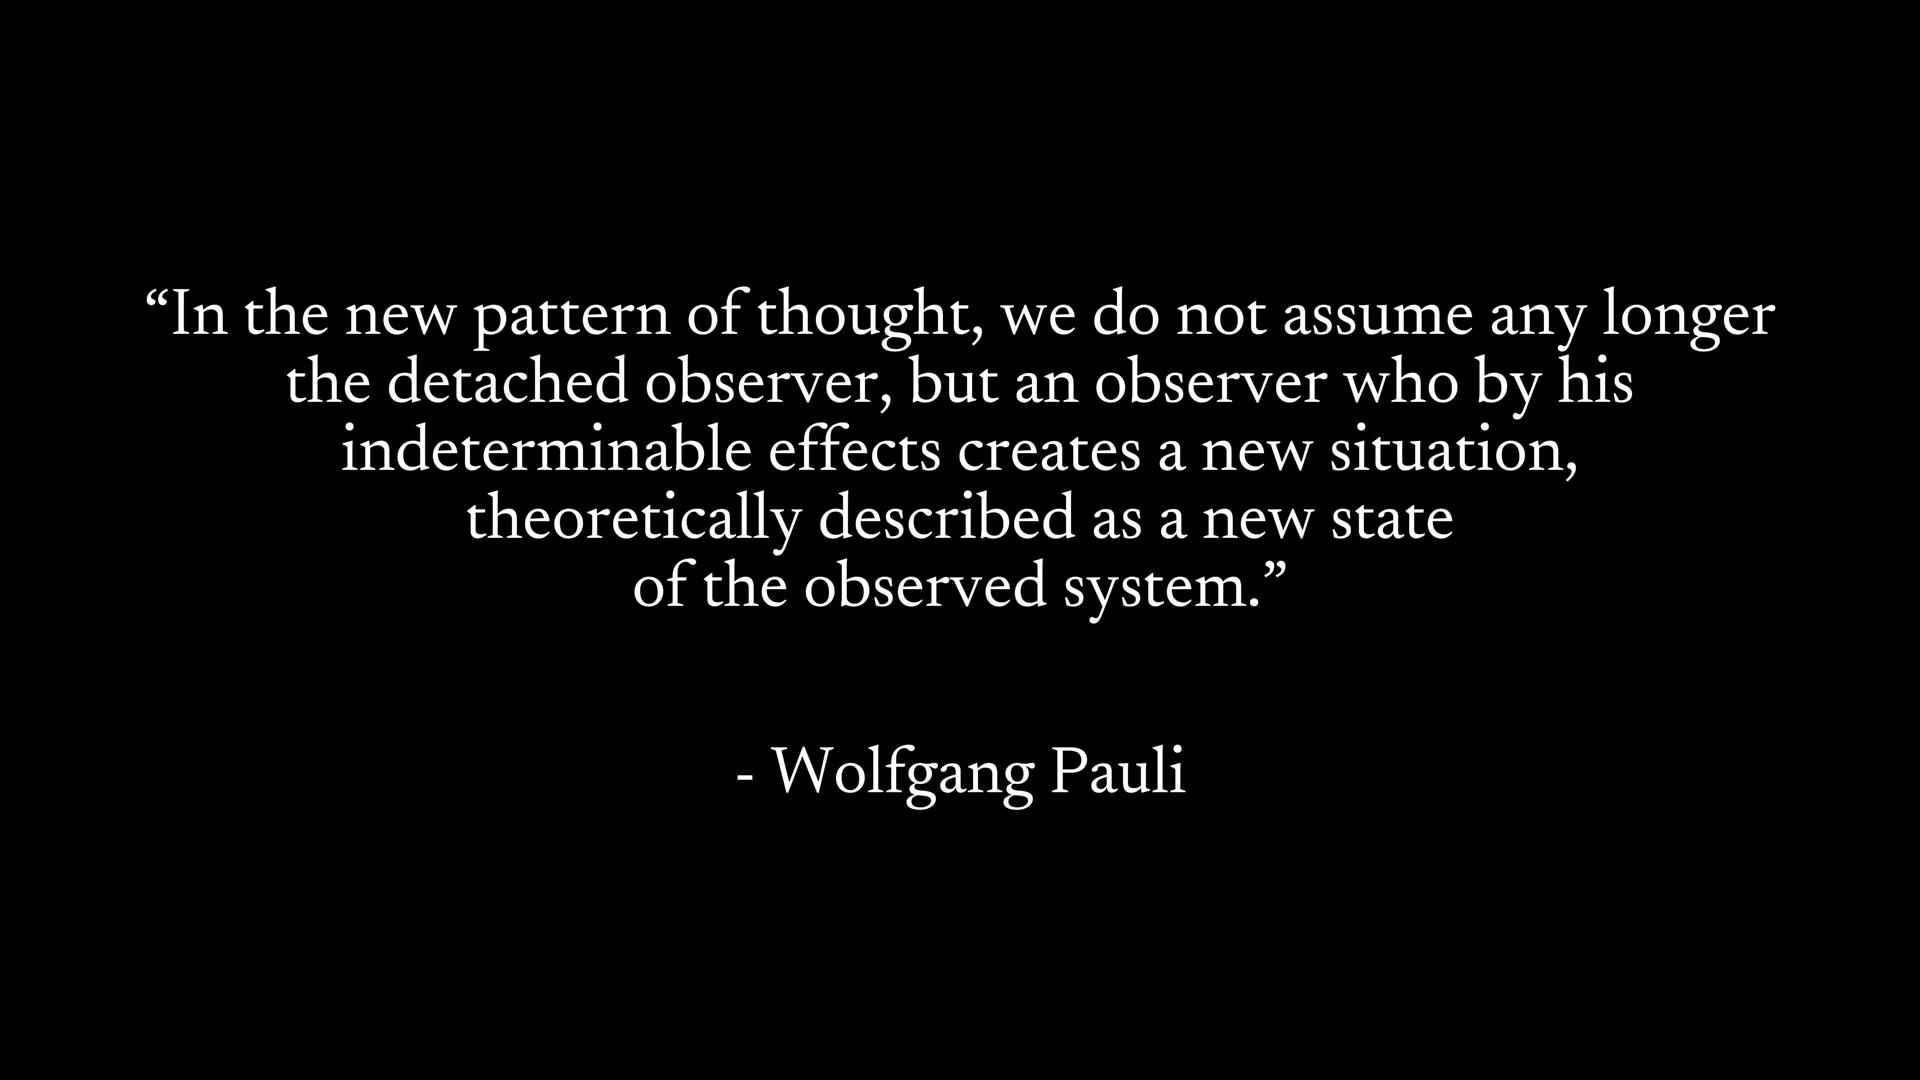 “In the new pattern of thought, we do not assume any longer
the detached observer, but an observer who by his
indeterminable effects creates a new situation,
theoretically described as a new state
of the observed system.”
- Wolfgang Pauli